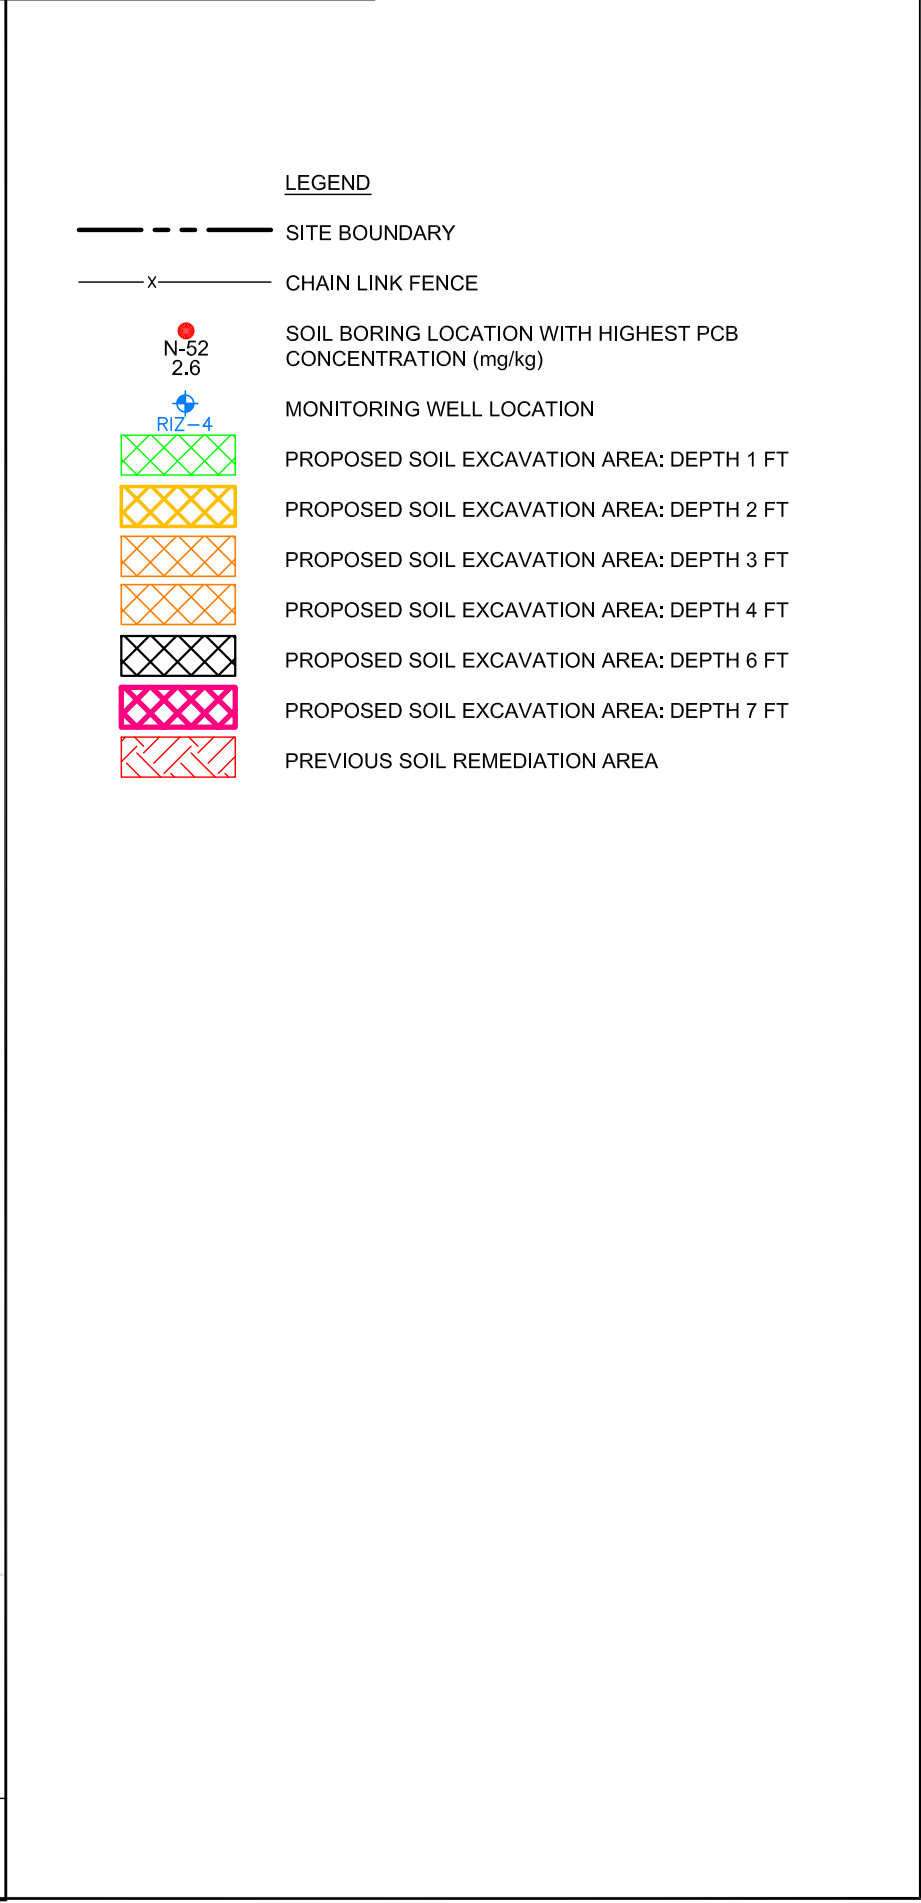 LEGEND
SITE BOUNDARY
X
CHAIN LINK FENCE
N-52
2.6
SOIL BORING LOCATION WITH HIGHEST PCB
CONCENTRATION (mg/kg)
RIZ-4
MONITORING WELL LOCATION
PROPOSED SOIL EXCAVATION AREA: DEPTH 1 FT
PROPOSED SOIL EXCAVATION AREA: DEPTH 2 FT
PROPOSED SOIL EXCAVATION AREA: DEPTH 3 FT
PROPOSED SOIL EXCAVATION AREA: DEPTH 4 FT
PROPOSED SOIL EXCAVATION AREA: DEPTH 6 FT
PROPOSED SOIL EXCAVATION AREA: DEPTH 7 FT
PREVIOUS SOIL REMEDIATION AREA